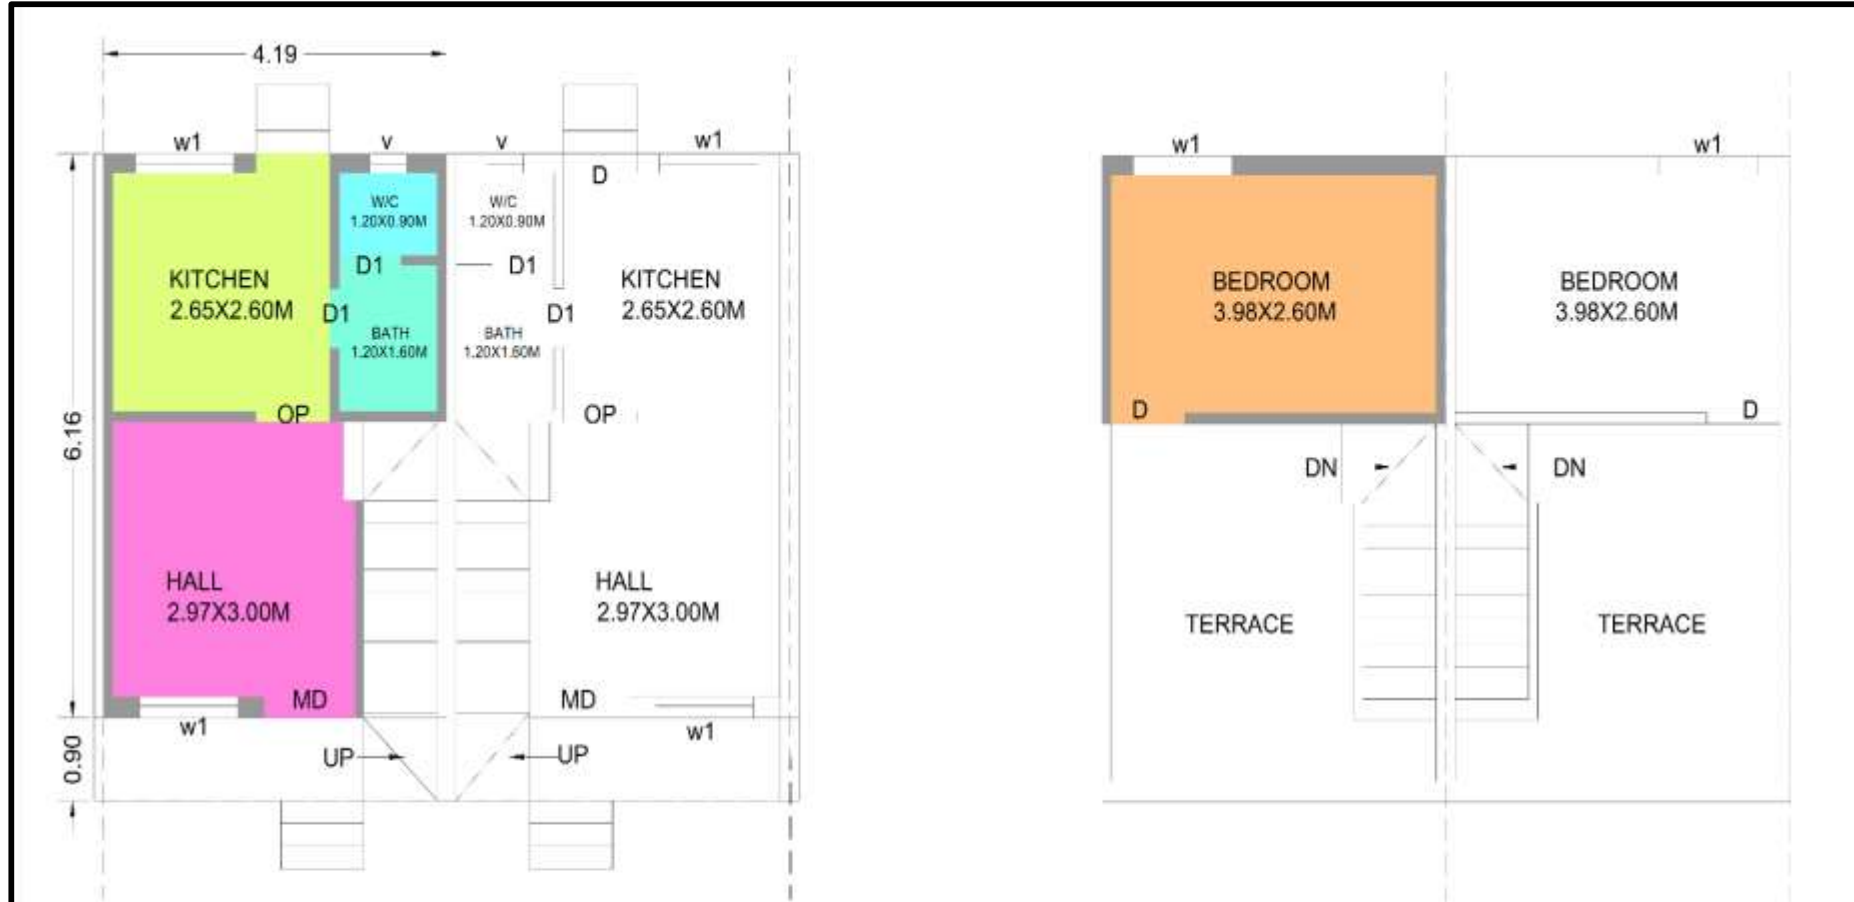 4.19
w1
v
v
w1
D
W/C
1.20X0.90M
W/C
1.20X0.90M
D1
D1
KITCHEN
2.65X2.60M
KITCHEN
2.65X2.60M
D1
D1
BATH
1.20X1.60M
BATH
1.20X1.60M
OP
OP
6.16
HALL
2.97X3.00M
HALL
2.97X3.00M
MD
MD
w1
w1
0.90
UP
UP
w1
w1
BEDROOM
3.98X2.60M
BEDROOM
3.98X2.60M
D
D
DN
DN
TERRACE
TERRACE